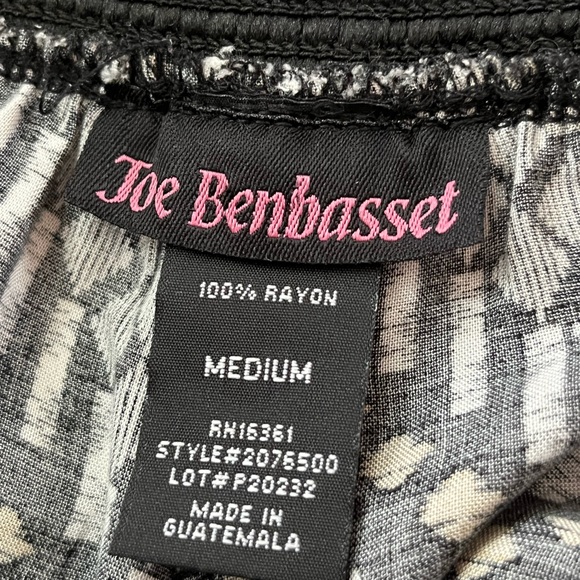 Joe Benbasset
100% RAYON
MEDIUM
RN16361
STYLE#2076500
LOT#P20232
MADE IN
GUATEMALA